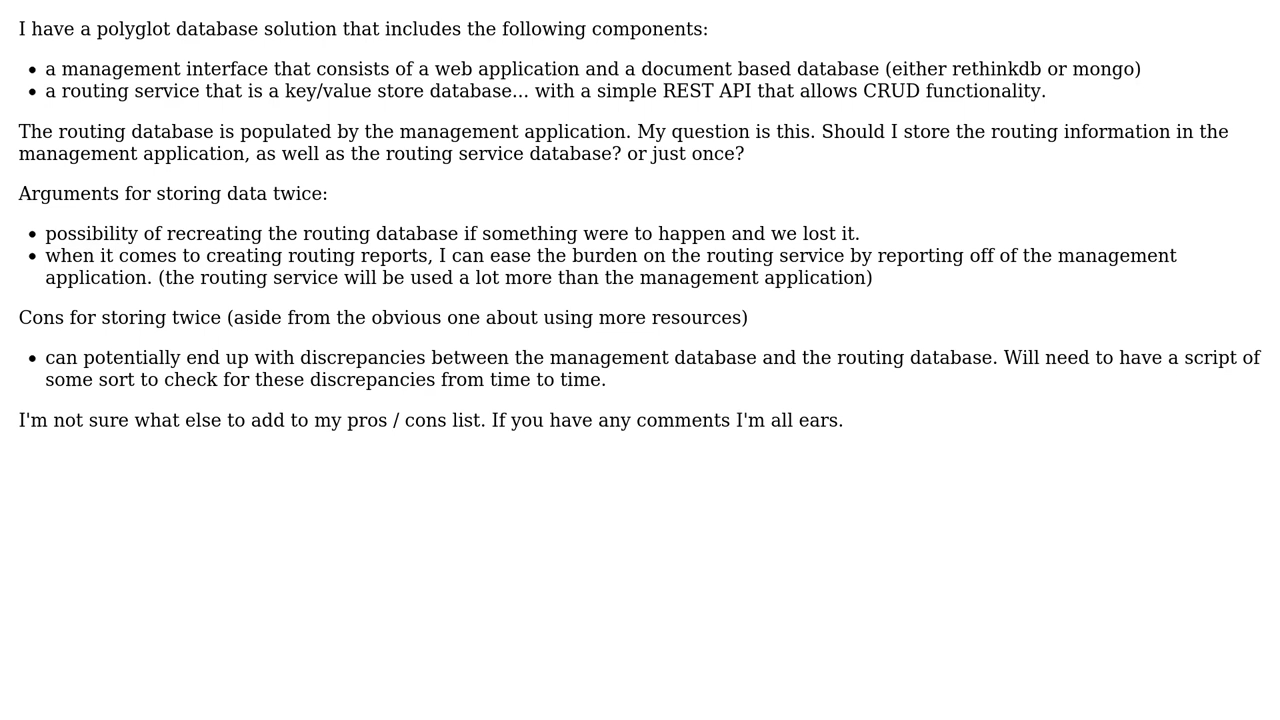 I have a polyglot database solution that includes the following components:
• a management interface that consists of a web application and a document based database (either rethinkdb or mongo)
• a routing service that is a key/value store database... with a simple REST API that allows CRUD functionality.
The routing database is populated by the management application. My question is this. Should I store the routing information in the
management application, as well as the routing service database? or just once?
Arguments for storing data twice:
• possibility of recreating the routing database if something were to happen and we lost it.
• when it comes to creating routing reports, I can ease the burden on the routing service by reporting off of the management
application. (the routing service will be used a lot more than the management application)
Cons for storing twice (aside from the obvious one about using more resources)
• can potentially end up with discrepancies between the management database and the routing database. Will need to have a script of
some sort to check for these discrepancies from time to time.
I'm not sure what else to add to my pros / cons list. If you have any comments I'm all ears.